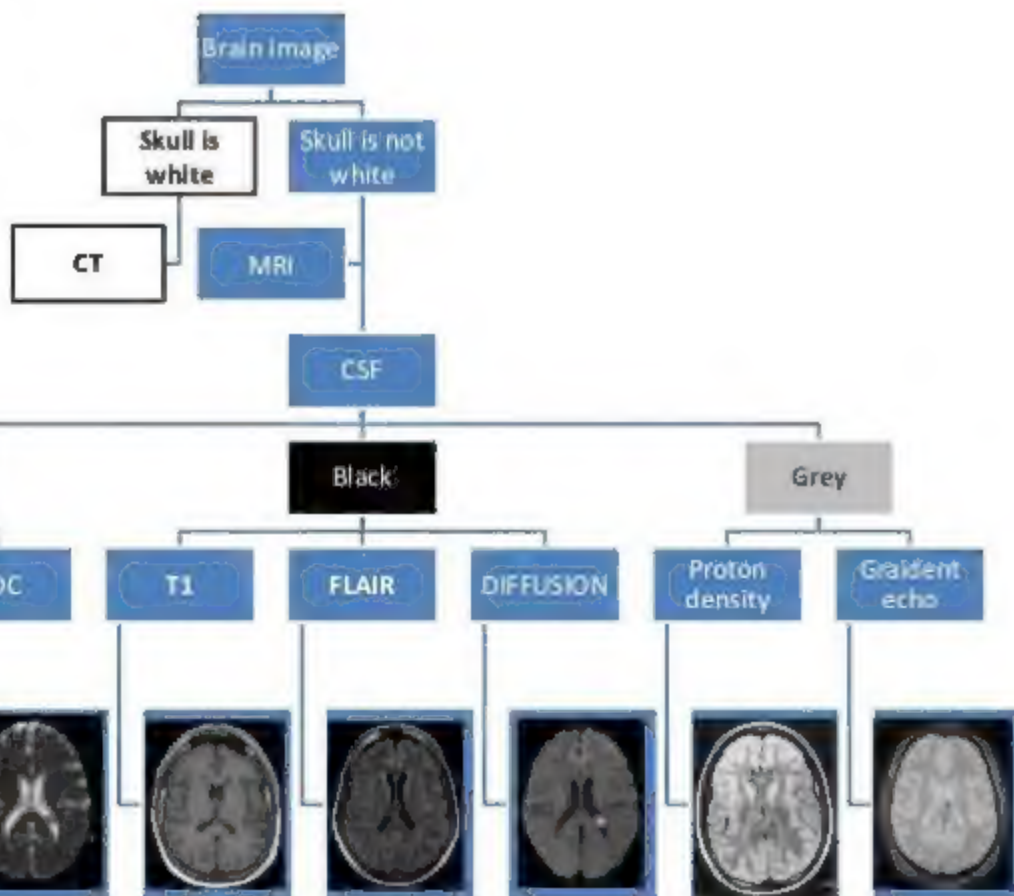 Brain image
Skull is
white
Skull is not
white
CT
MRI
CSF
Black
Grey
T1
FLAIR
DIFFUSION
Proton
density
Graident
echo